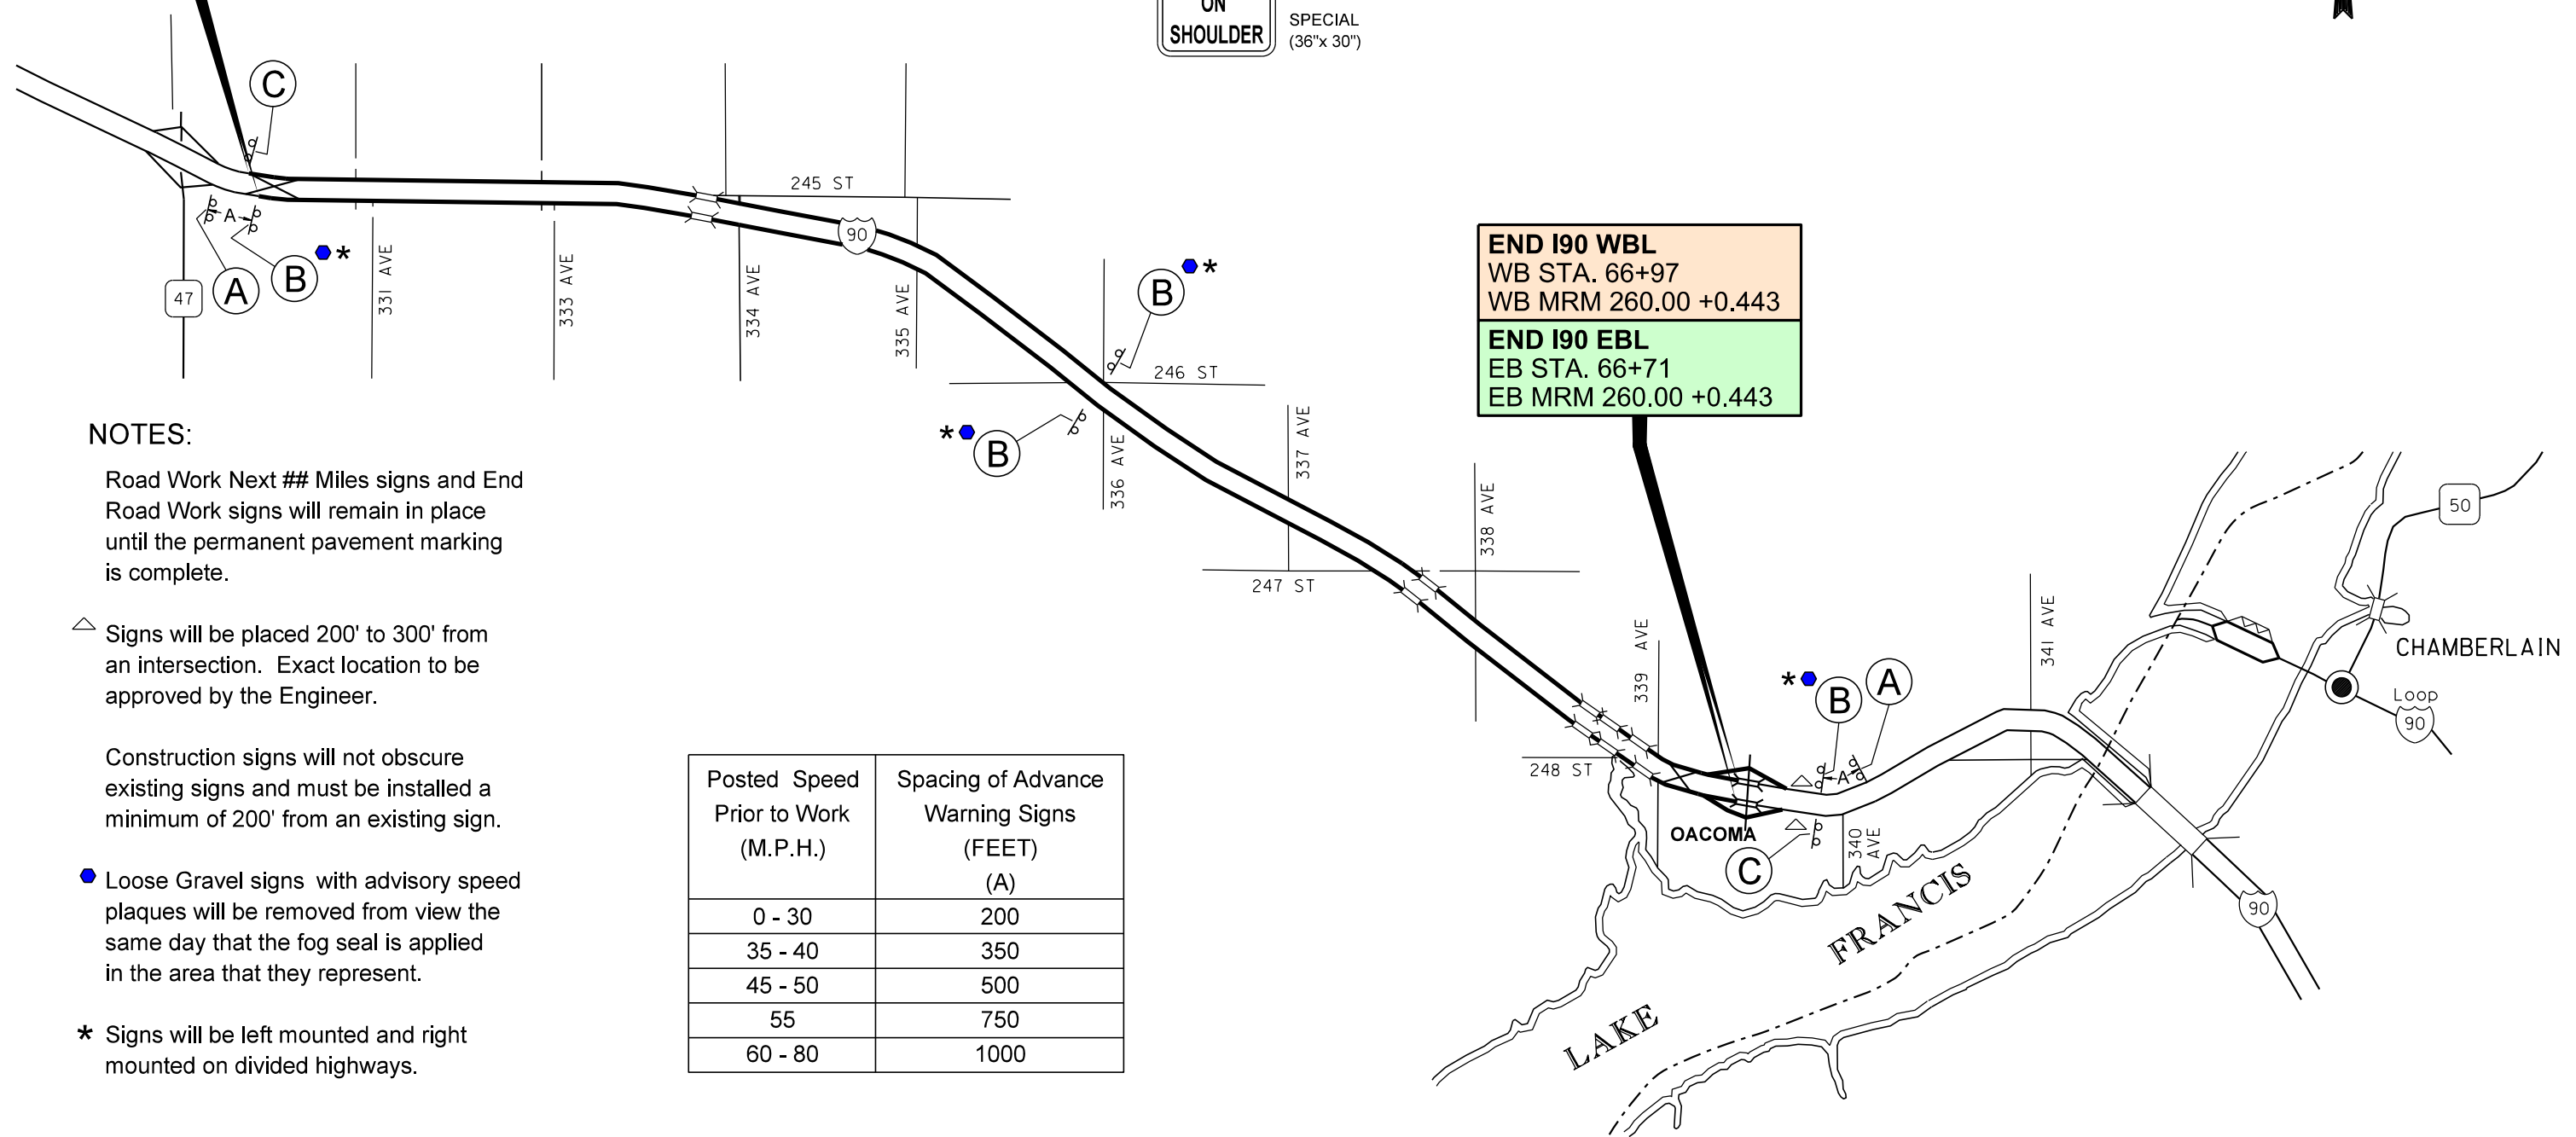 ON
SHOULDER
SPECIAL
(36"x 30")
C
A
A
B
*
47
331 AVE
333 AVE
334 AVE
245 ST
90
335 AVE
B
*
246 ST
*
B
336 AVE
337 AVE
247 ST
338 AVE
END I90 WBL
WB STA. 66+97
WB MRM 260.00 +0.443
END I90 EBL
EB STA. 66+71
EB MRM 260.00 +0.443
339 AVE
248 ST
OACOMA
C
*
B
A
A
340
AVE
341 AVE
50
CHAMBERLAIN
Loop
90
90
LAKE
FRANCIS
NOTES:
Road Work Next ## Miles signs and End
Road Work signs will remain in place
until the permanent pavement marking
is complete.
Signs will be placed 200' to 300' from
an intersection. Exact location to be
approved by the Engineer.
Construction signs will not obscure
existing signs and must be installed a
minimum of 200' from an existing sign.
Loose Gravel signs with advisory speed
plaques will be removed from view the
same day that the fog seal is applied
in the area that they represent.
* Signs will be left mounted and right
mounted on divided highways.
Posted Speed
Prior to Work
(M.P.H.)
Spacing of Advance
Warning Signs
(FEET)
(A)
0 - 30 200
35 - 40 350
45 - 50 500
55 750
60 - 80 1000